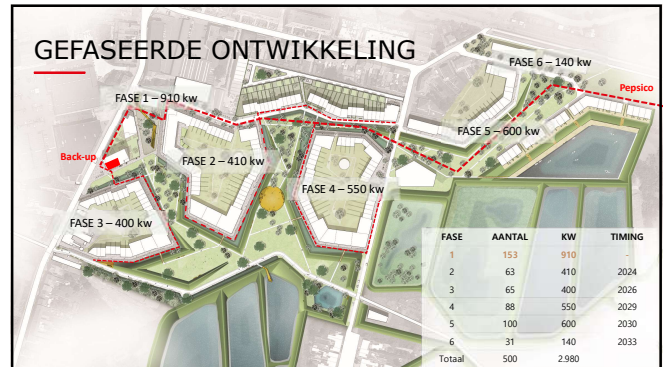 GEFASEERDE ONTWIKKELING
FASE 6 – 140 kw
Pepsico
FASE 1 – 910 kw
FASE 5 – 600 kw
Back-up
FASE 2 – 410 kw
FASE 4 – 550 kw
FASE 3 – 400 kw
FASE AANTAL KW TIMING
1 153 910 -
2 63 410 2024
3 65 400 2026
4 88 550 2029
5 100 600 2030
6 31 140 2033
Totaal 500 2.980